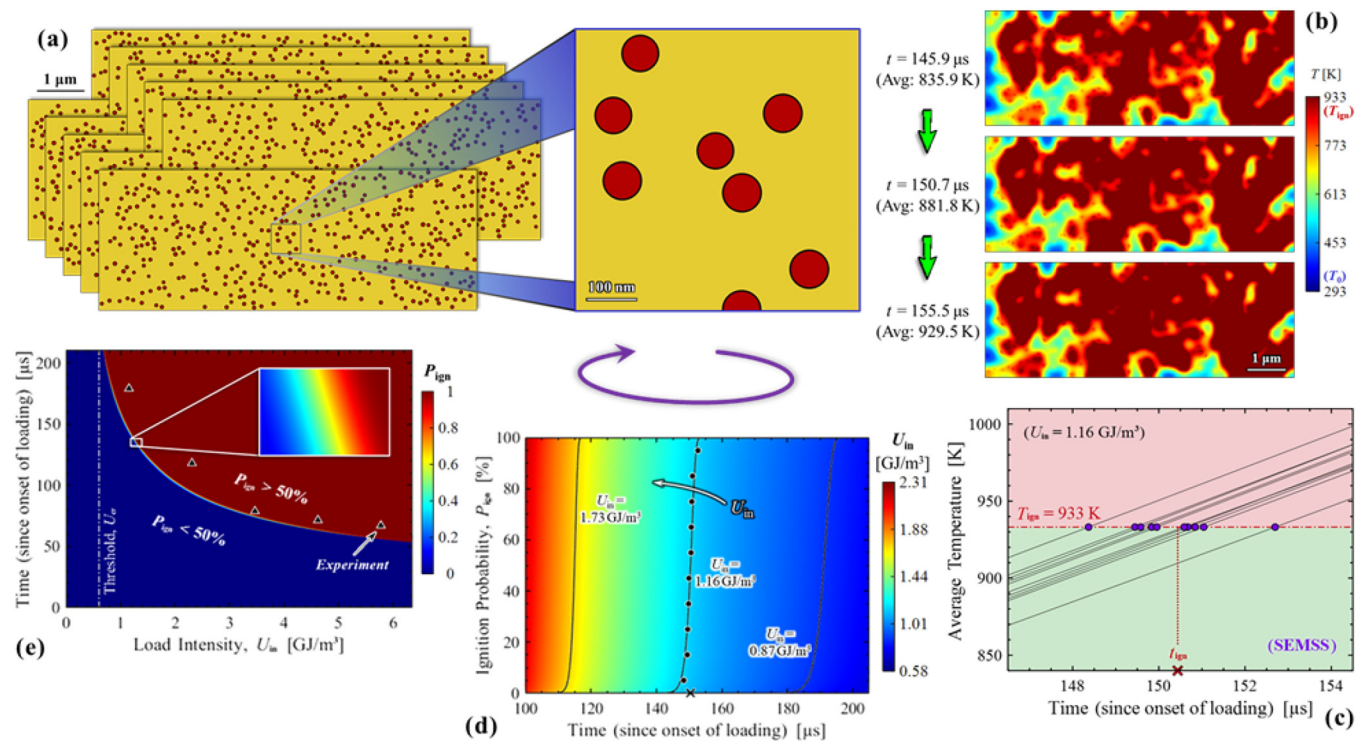 (a)
1 µm
100 nm
t = 145.9 µs
(Avg: 835.9 K)
t = 150.7 µs
(Avg: 881.8 K)
t = 155.5 µs
(Avg: 929.5 K)
(b)
T [K]
933
(Tign)
773
613
453
(T0)
293
1 µm
(e)
Time (since onset of loading) [µs]
200
150
100
50
0
Threshold, Ucr
Pign > 50%
Pign < 50%
Experiment
0
1
2
3
4
5
6
Load Intensity, Uin [GJ/m³]
Pign
1
0.8
0.6
0.4
0.2
0
(d)
Ignition Probability, Pign [%]
100
80
60
40
20
0
Uin =
1.73 GJ/m³
Uin
Uin =
1.16 GJ/m³
Uin =
0.87 GJ/m³
100
120
140
160
180
200
Time (since onset of loading) [µs]
Uin
[GJ/m³]
2.31
1.88
1.44
1.01
0.58
(c)
Average Temperature [K]
1000
950
900
840
(Uin = 1.16 GJ/m³)
Tign = 933 K
tign
(SEMSS)
148
150
152
154
Time (since onset of loading) [µs]